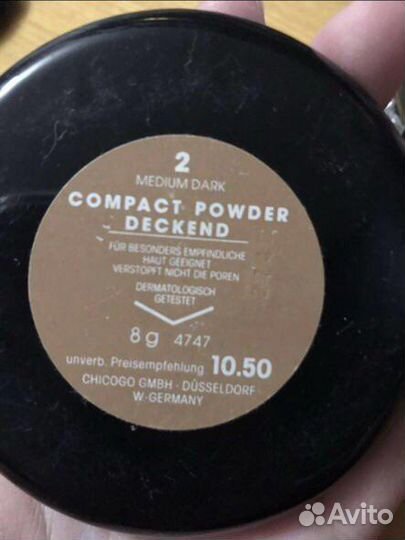 2
MEDIUM DARK
COMPACT POWDER
DECKEND
FÜR BESONDERS EMPFINDLICHE
HAUT GEEIGNET
VERSTOPFT NICHT DIE POREN
DERMATOLOGISCH
GETESTET
8 g 4747
unverb. Preisempfehlung 10.50
CHICOGO GMBH · DÜSSELDORF
W-GERMANY
Avito